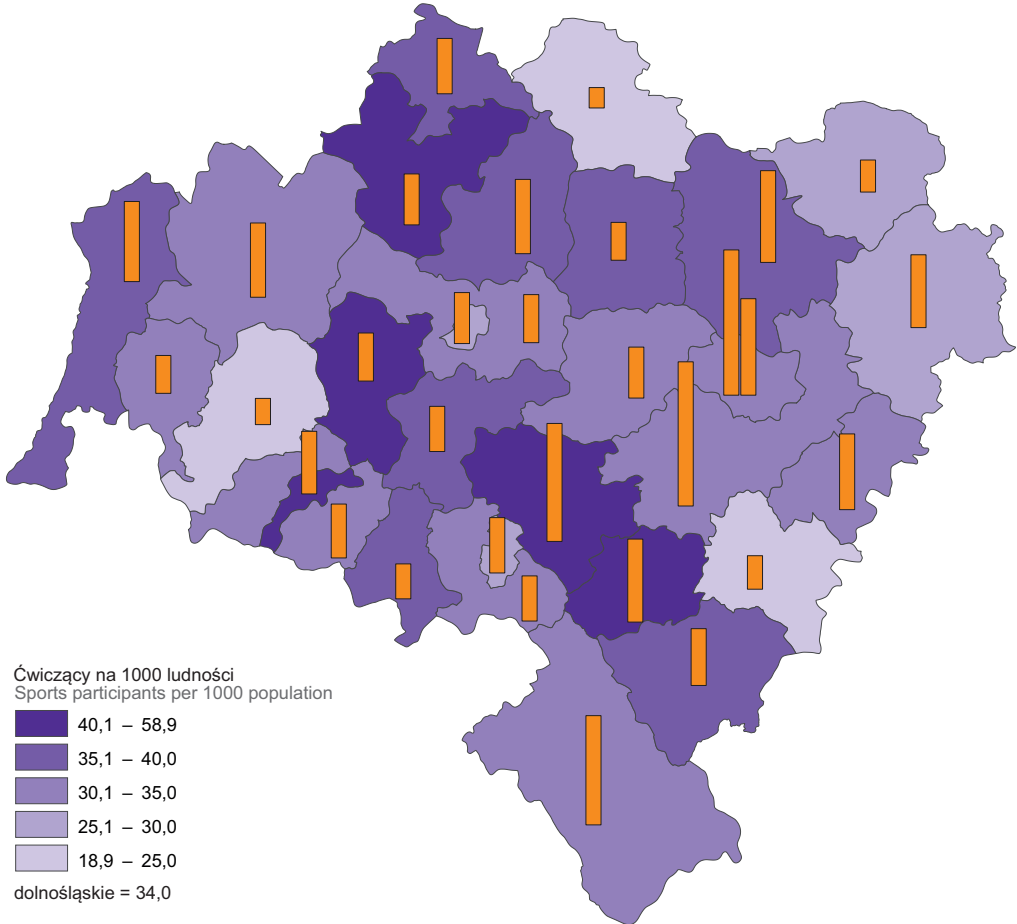 Ćwiczący na 1000 ludności
Sports participants per 1000 population
40,1 – 58,9
35,1 – 40,0
30,1 – 35,0
25,1 – 30,0
18,9 – 25,0
dolnośląskie = 34,0